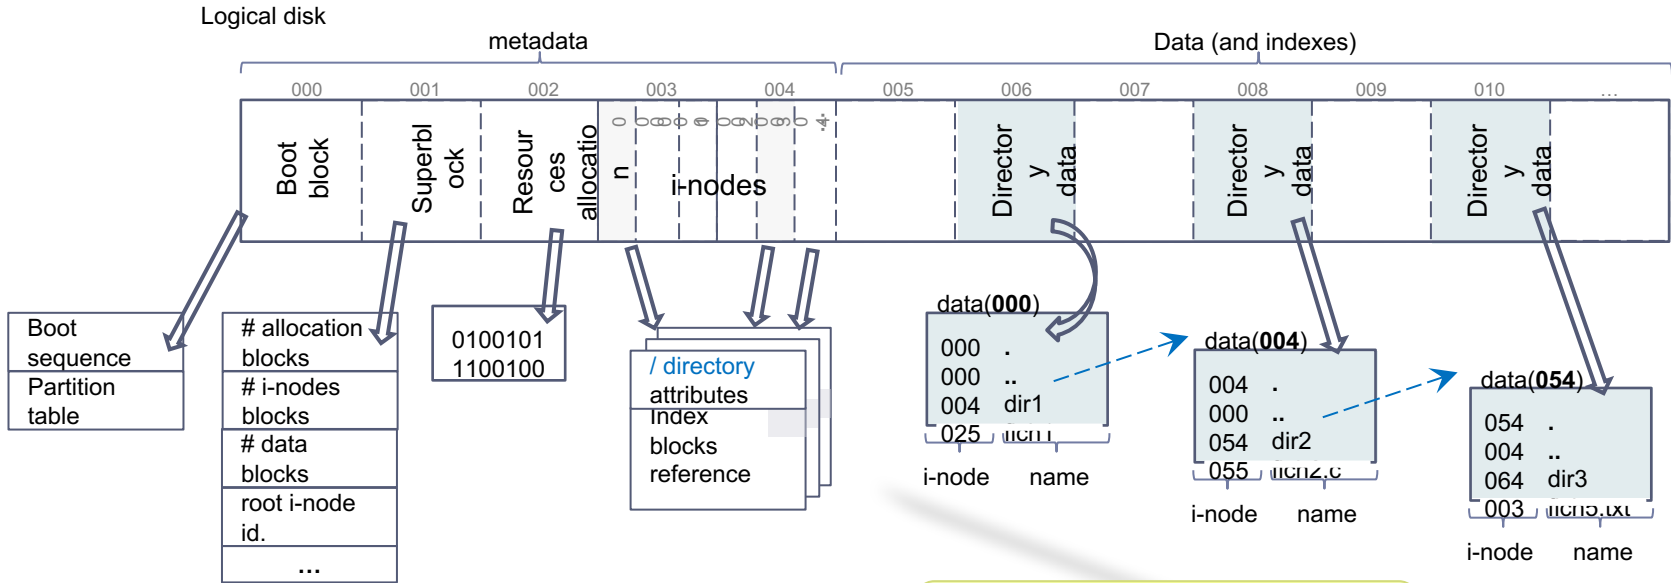 Logical disk
metadata
Data (and indexes)
000 001 002 003 004 005 006 007 008 009 010 ...
Boot
block
Superbl
ock
Resour
ces
allocatio
n
i-nodes
Director
y
data
Director
y
data
Director
y
data
Boot
sequence
Partition
table
# allocation
blocks
# i-nodes
blocks
# data
blocks
root i-node
id.
...
0100101
1100100
/ directory
attributes
Index
blocks
reference
data(000)
000 .
000 ..
004 dir1
025 fich1
i-node name
data(004)
004 .
000 ..
054 dir2
055 fich2.c
i-node name
data(054)
054 .
004 ..
064 dir3
003 fich5.txt
i-node name